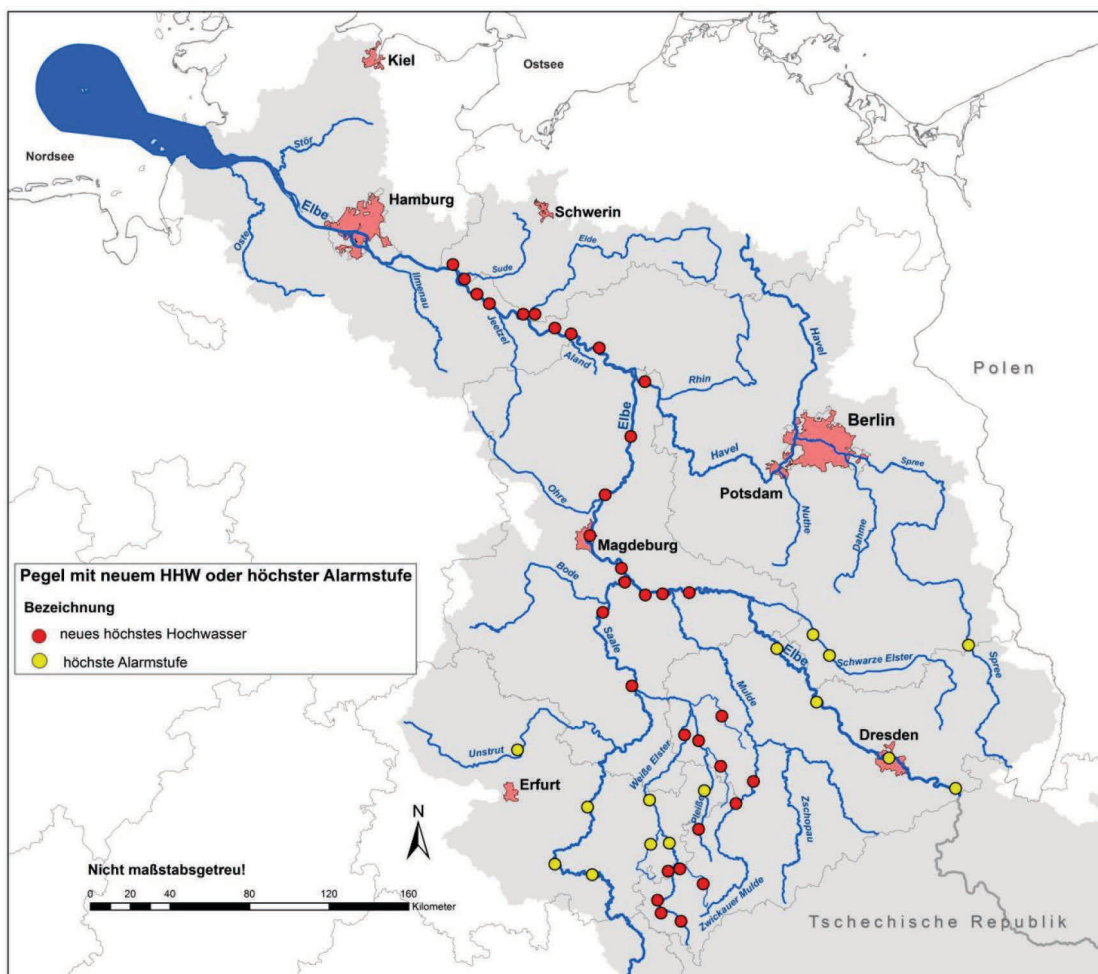 Kiel
Ostsee
Nordsee
Stör
Elbe
Hamburg
Schwerin
Oste
Elde
Sude
Ilmenau
Jeetzel
Aland
Havel
Polen
Rhin
Elbe
Berlin
Havel
Spree
Potsdam
Ohre
Nuthe
Dahme
Magdeburg
Pegel mit neuem HHW oder höchster Alarmstufe
Bezeichnung
neues höchstes Hochwasser
höchste Alarmstufe
Bode
Saale
Elbe
Schwarze Elster
Spree
Mulde
Dresden
Unstrut
Weiße Elster
Erfurt
Pleiße
Zschopau
N
Nicht maßstabsgetreu!
0 20 40 80 120 160
Kilometer
Zwickauer Mulde
Tschechische Republik